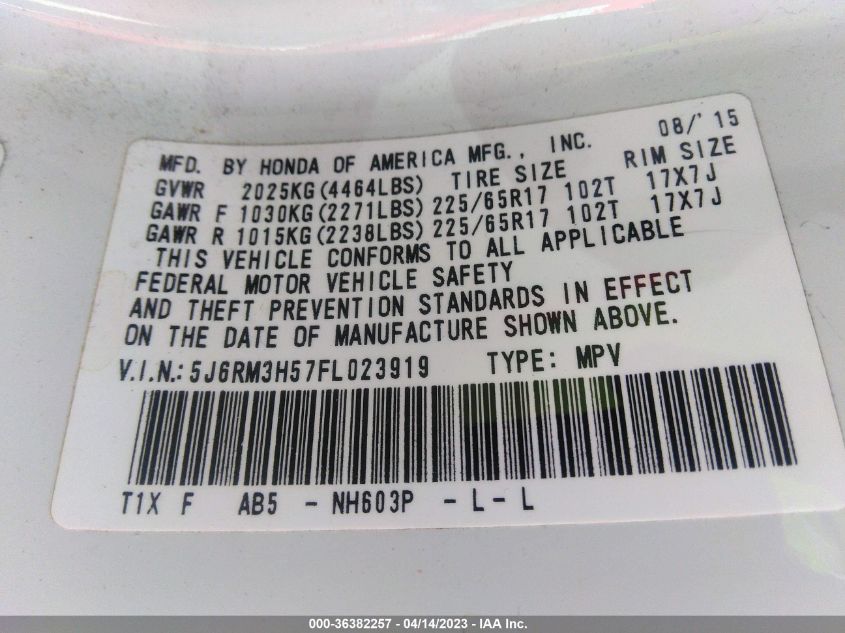 08/'15
MFD. BY HONDA OF AMERICA MFG., INC.
GVWR 2025KG(4464LBS) TIRE SIZE RIM SIZE
GAWR F 1030KG(2271LBS) 225/65R17 102T 17X7J
GAWR R 1015KG(2238LBS) 225/65R17 102T 17X7J
THIS VEHICLE CONFORMS TO ALL APPLICABLE
FEDERAL MOTOR VEHICLE SAFETY
AND THEFT PREVENTION STANDARDS IN EFFECT
ON THE DATE OF MANUFACTURE SHOWN ABOVE.
V.I.N.: 5J6RM3H57FL023919 TYPE: MPV
T1X F AB5 - NH603P - L - L
000-36382257 - 04/14/2023 - IAA Inc.